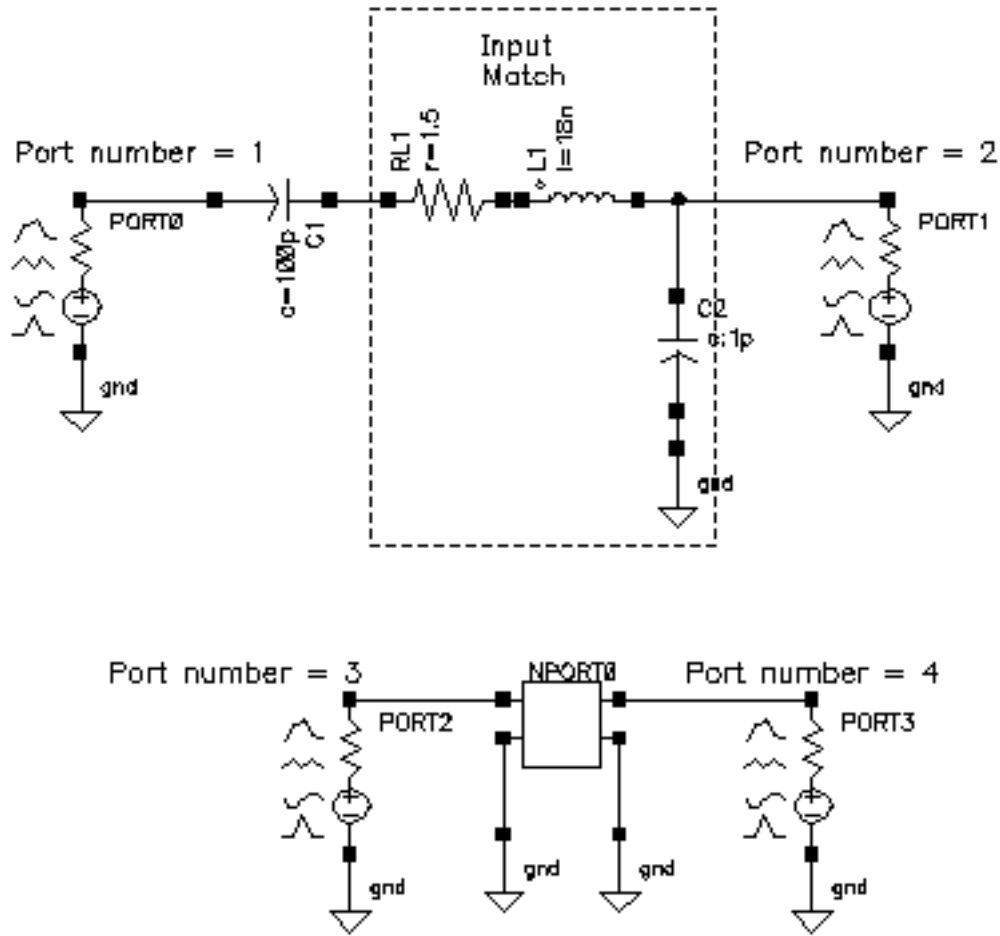 Input
Match
Port number = 1
RL1
r=1.5
L1
l=18n
Port number = 2
PORT0
c=100p
C1
PORT1
C2
c:1p
gnd
gnd
gnd
Port number = 3
NPORT0
Port number = 4
PORT2
PORT3
gnd
gnd
gnd
gnd